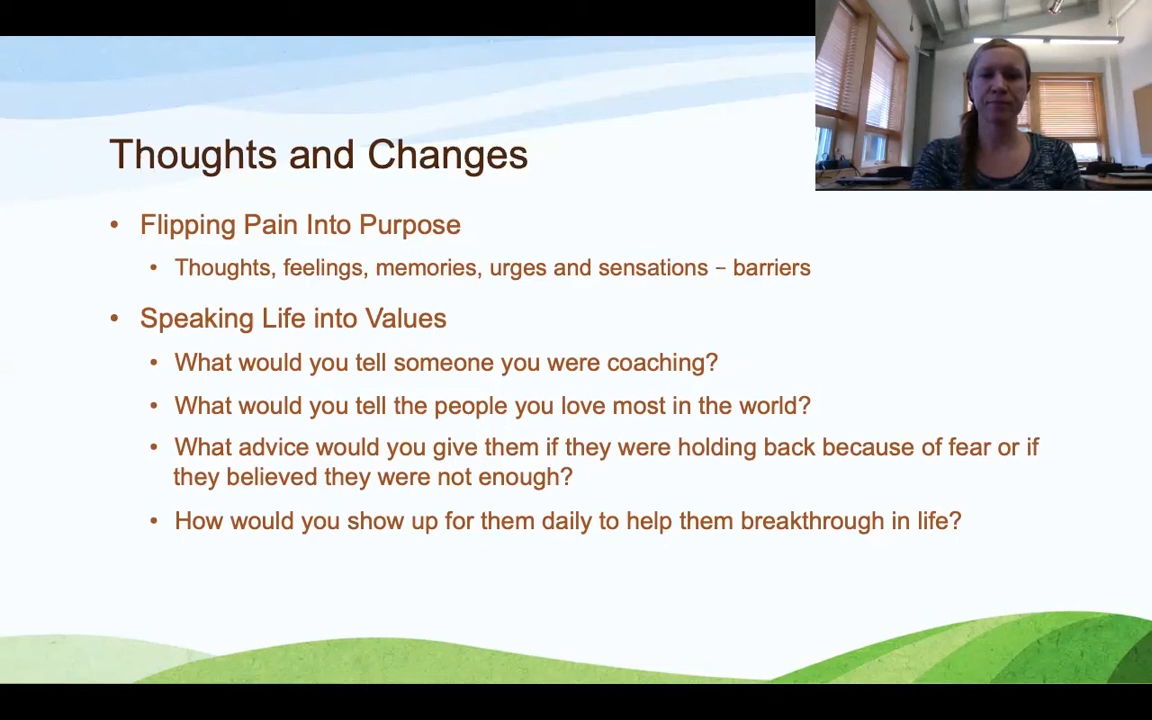 Thoughts and Changes
• Flipping Pain Into Purpose
• Thoughts, feelings, memories, urges and sensations – barriers
• Speaking Life into Values
• What would you tell someone you were coaching?
• What would you tell the people you love most in the world?
• What advice would you give them if they were holding back because of fear or if
they believed they were not enough?
• How would you show up for them daily to help them breakthrough in life?